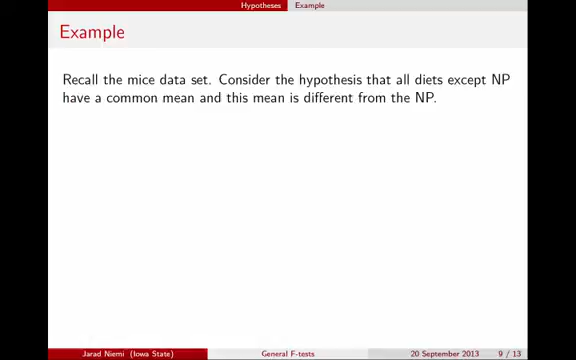 Hypotheses Example
Example
Recall the mice data set. Consider the hypothesis that all diets except NP
have a common mean and this mean is different from the NP.
Jarad Niemi (Iowa State) General F-tests 20 September 2013 9 / 13